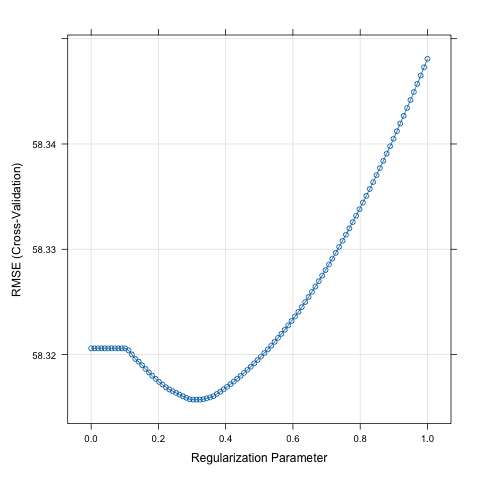 RMSE (Cross-Validation)
58.34
58.33
58.32
0.0 0.2 0.4 0.6 0.8 1.0
Regularization Parameter